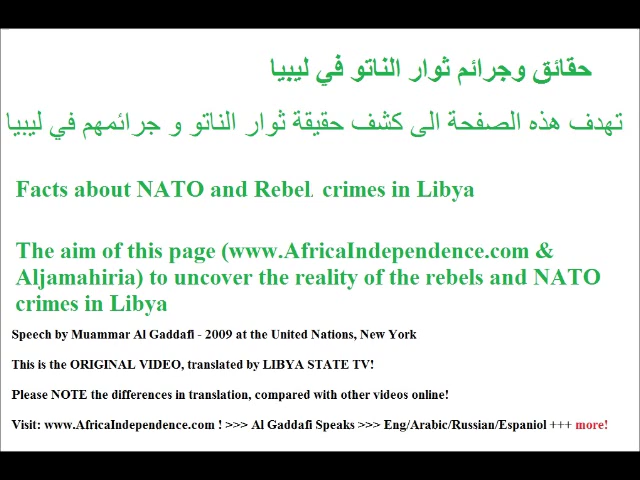 حقائق وجرائم ثوار الناتو في ليبيا
تهدف هذه الصفحة الى كشف حقيقة ثوار الناتو و جرائمهم في ليبيا
Facts about NATO and Rebel. crimes in Libya
The aim of this page (www.AfricaIndependence.com &
Aljamahiria) to uncover the reality of the rebels and NATO
crimes in Libya
Speech by Muammar Al Gaddafi - 2009 at the United Nations, New York
This is the ORIGINAL VIDEO, translated by LIBYA STATE TV!
Please NOTE the differences in translation, compared with other videos online!
Visit: www.AfricaIndependence.com ! >>> Al Gaddafi Speaks >>> Eng/Arabic/Russian/Espaniol +++ more!